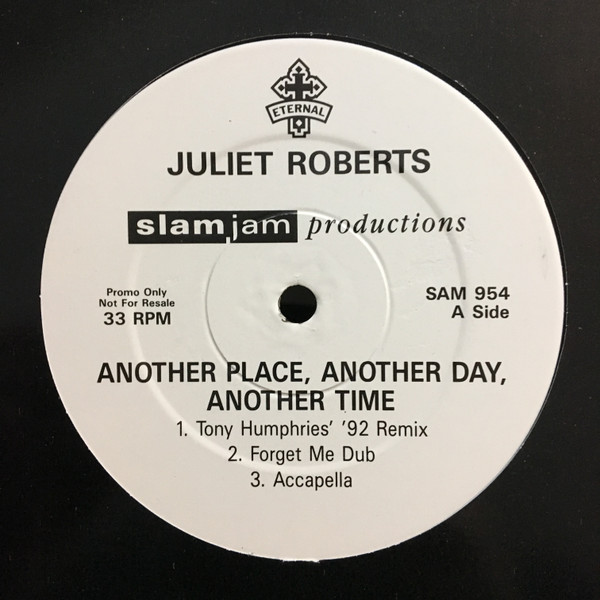 ETERNAL
JULIET ROBERTS
slamjam productions
Promo Only
Not For Resale
33 RPM
SAM 954
A Side
ANOTHER PLACE, ANOTHER DAY,
ANOTHER TIME
1. Tony Humphries' '92 Remix
2. Forget Me Dub
3. Accapella